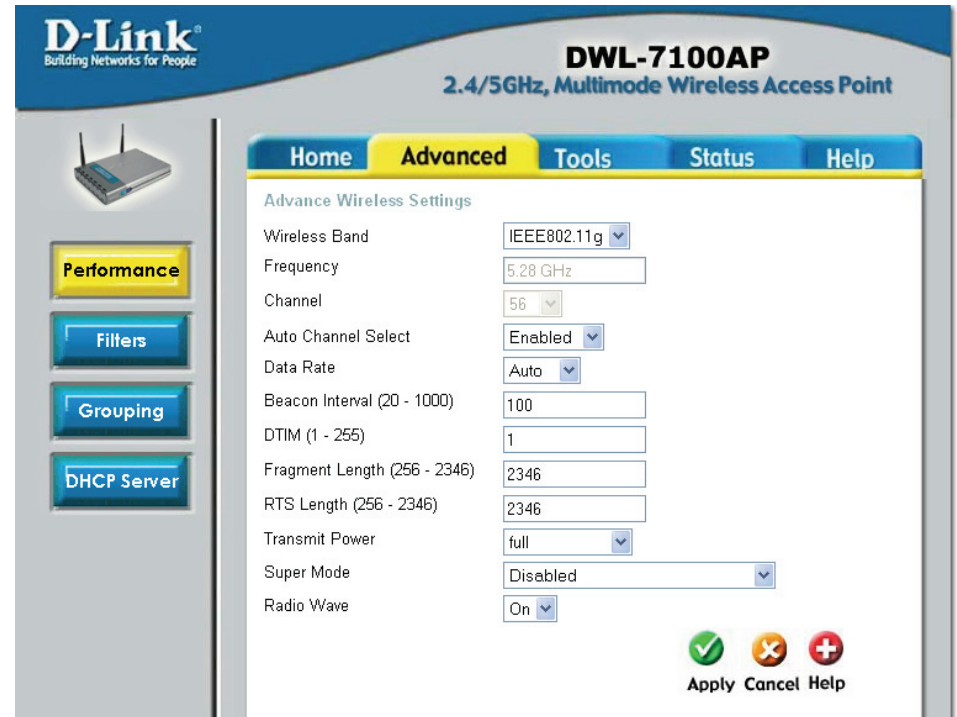 D-Link®
Building Networks for People
DWL-7100AP
2.4/5GHz, Multimode Wireless Access Point
Home Advanced Tools Status Help
Advance Wireless Settings
Wireless Band IEEE802.11g
Frequency 5.28 GHz
Channel 56
Auto Channel Select Enabled
Data Rate Auto
Beacon Interval (20 - 1000) 100
DTIM (1 - 255) 1
Fragment Length (256 - 2346) 2346
RTS Length (256 - 2346) 2346
Transmit Power full
Super Mode Disabled
Radio Wave On
Performance
Filters
Grouping
DHCP Server
Apply Cancel Help